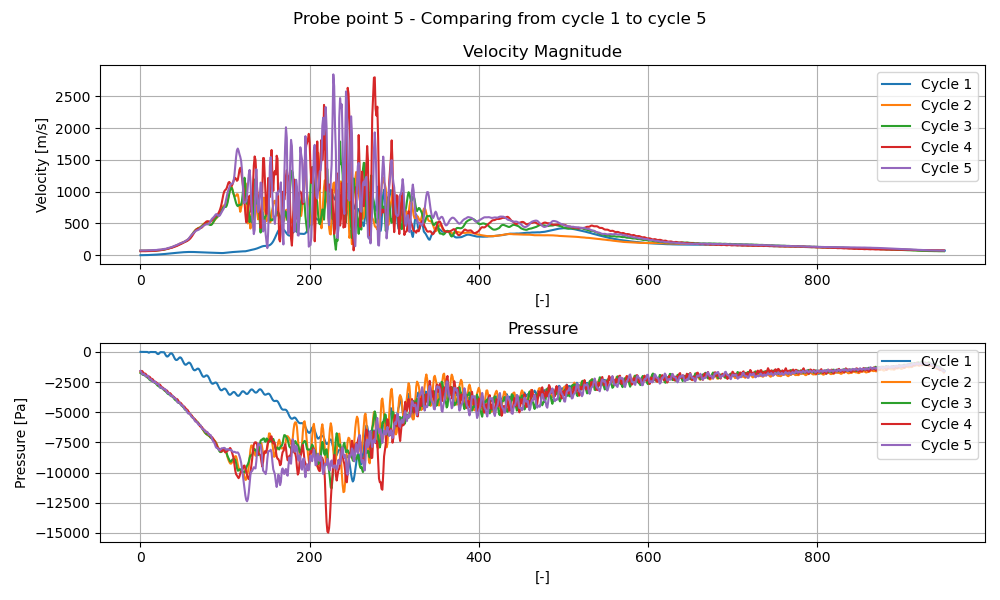 Probe point 5 - Comparing from cycle 1 to cycle 5
Velocity Magnitude
Velocity [m/s]
2500
2000
1500
1000
500
0
0 200 400 600 800
[-]
Cycle 1
Cycle 2
Cycle 3
Cycle 4
Cycle 5
Pressure
Pressure [Pa]
0
−2500
−5000
−7500
−10000
−12500
−15000
0 200 400 600 800
[-]
Cycle 1
Cycle 2
Cycle 3
Cycle 4
Cycle 5